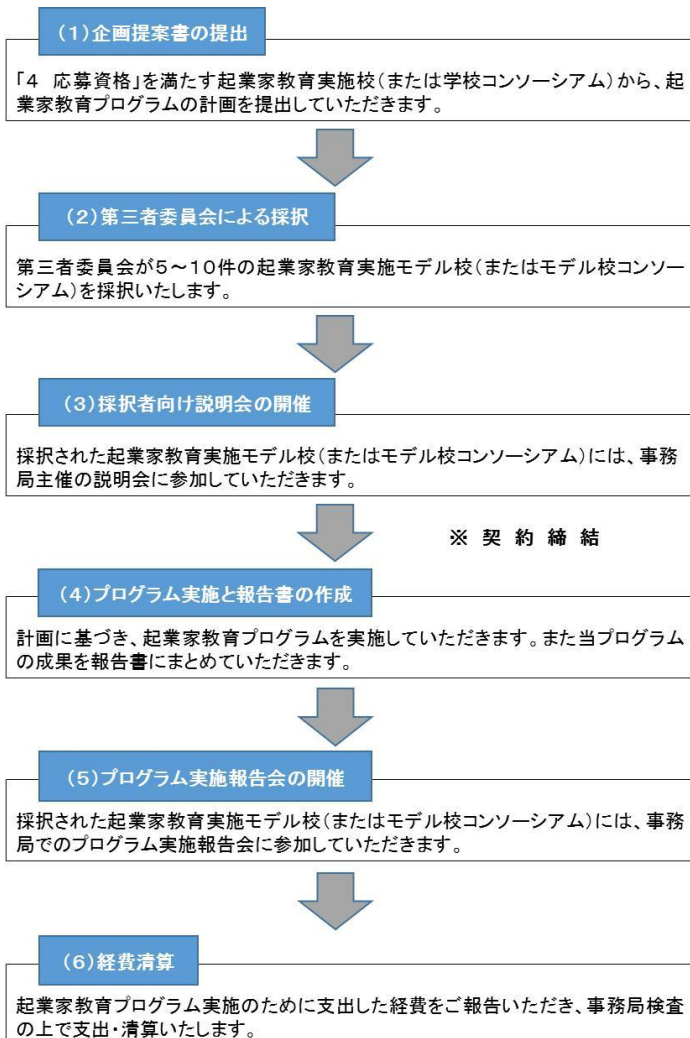 (1)企画提案書の提出
「4 応募資格」を満たす起業家教育実施校(または学校コンソーシアム)から、起
業家教育プログラムの計画を提出していただきます。
(2)第三者委員会による採択
第三者委員会が5~10件の起業家教育実施モデル校(またはモデル校コンソー
シアム)を採択いたします。
(3)採択者向け説明会の開催
採択された起業家教育実施モデル校(またはモデル校コンソーシアム)には、事務
局主催の説明会に参加していただきます。
※ 契 約 締 結
(4)プログラム実施と報告書の作成
計画に基づき、起業家教育プログラムを実施していただきます。また当プログラム
の成果を報告書にまとめていただきます。
(5)プログラム実施報告会の開催
採択された起業家教育実施モデル校(またはモデル校コンソーシアム)には、事務
局でのプログラム実施報告会に参加していただきます。
(6)経費清算
起業家教育プログラム実施のために支出した経費をご報告いただき、事務局検査
の上で支出・清算いたします。